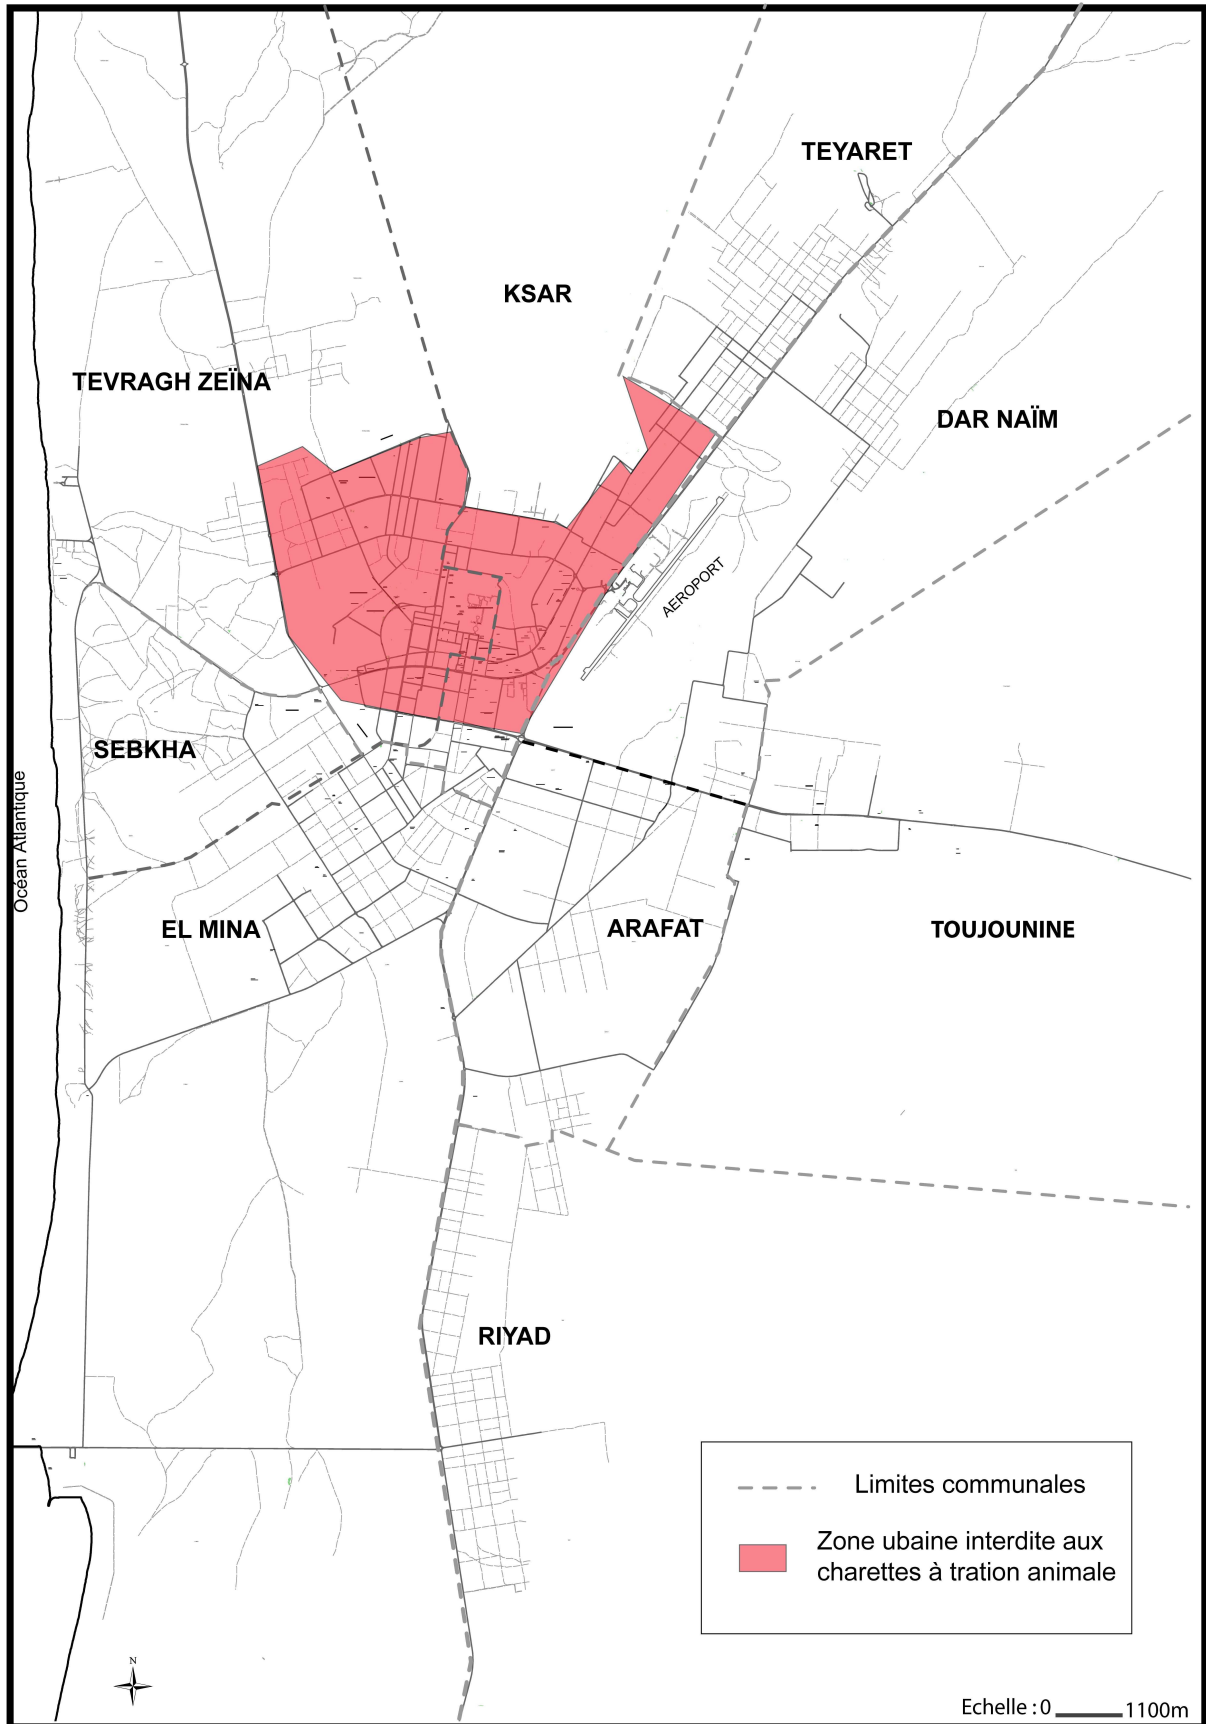 TEYARET
KSAR
TEVRAGH ZEÏNA
DAR NAÏM
AEROPORT
SEBKHA
Océan Atlantique
EL MINA
ARAFAT
TOUJOUNINE
RIYAD
Limites communales
Zone ubaine interdite aux
charettes à tration animale
N
Echelle : 0 1100m